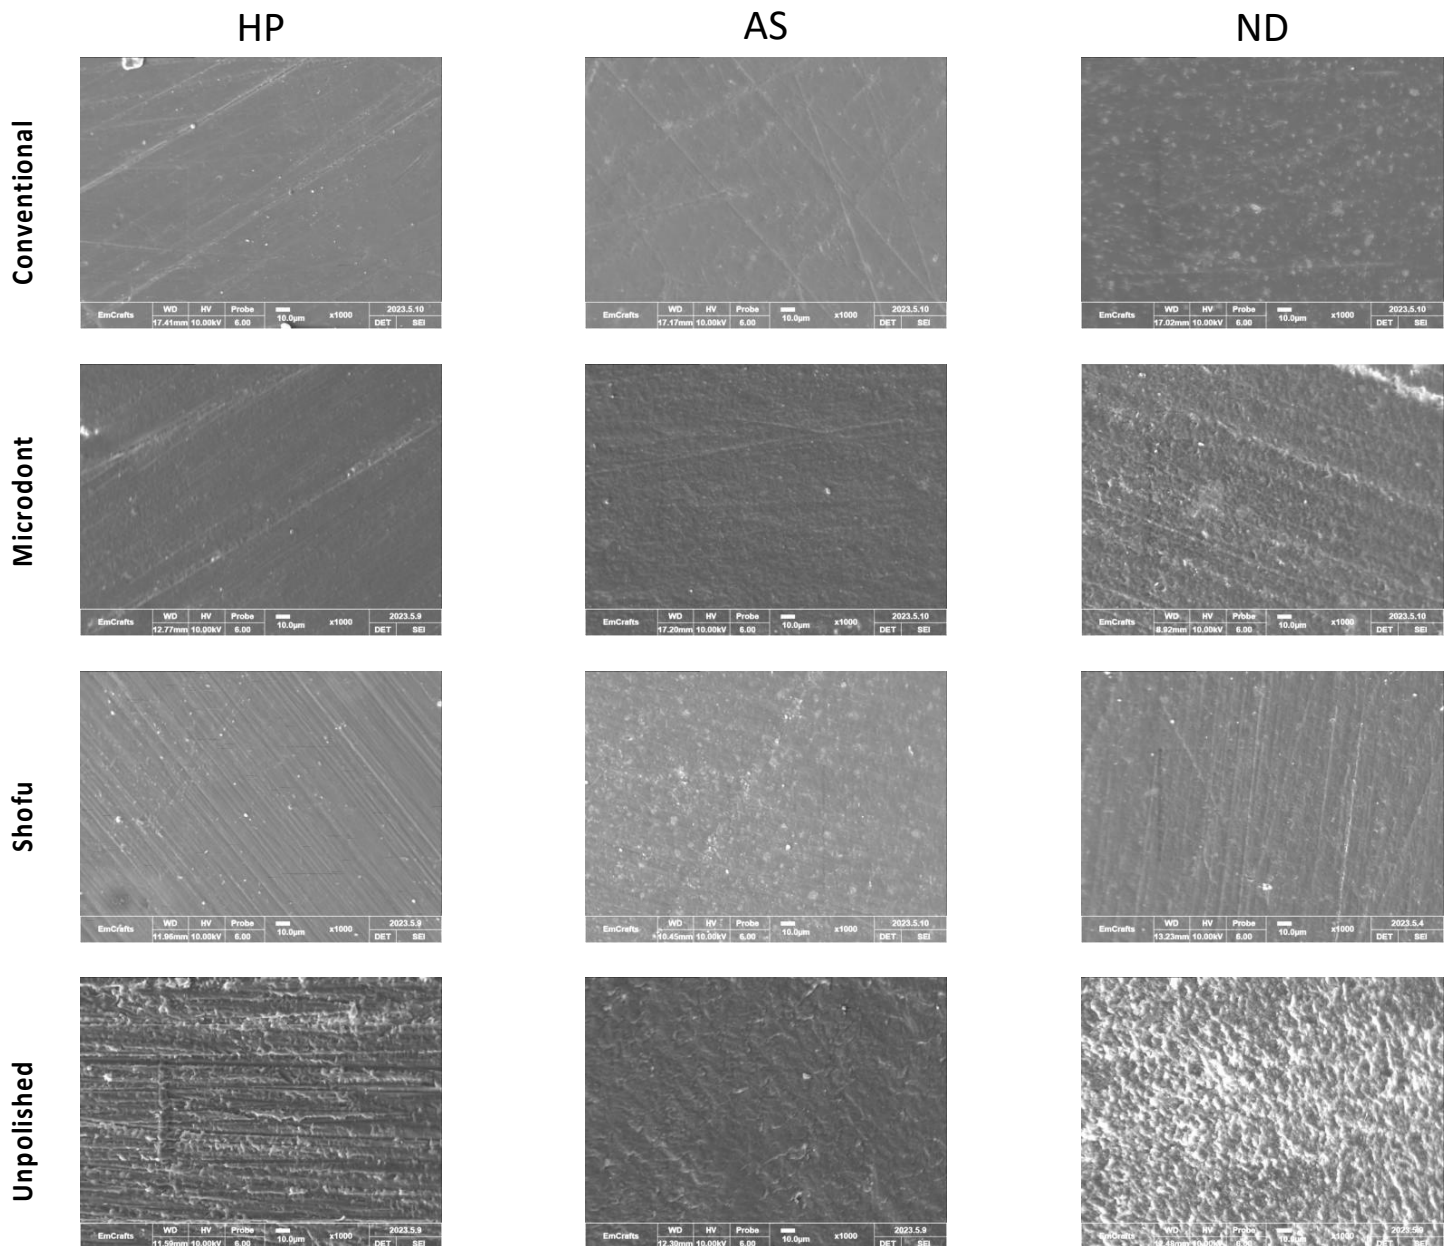 HP AS ND
Conventional
EmCrafts WD 17.41mm HV 10.00kV Probe 6.00 10.0µm x1000 2023.5.10 DET SEI
EmCrafts WD 17.17mm HV 10.00kV Probe 6.00 10.0µm x1000 2023.5.10 DET SEI
EmCrafts WD 17.02mm HV 10.00kV Probe 6.00 10.0µm x1000 2023.5.10 DET SEI
Microdont
EmCrafts WD 12.77mm HV 10.00kV Probe 6.00 10.0µm x1000 2023.5.9 DET SEI
EmCrafts WD 17.20mm HV 10.00kV Probe 6.00 10.0µm x1000 2023.5.10 DET SEI
EmCrafts WD 8.92mm HV 10.00kV Probe 6.00 10.0µm x1000 2023.5.10 DET SEI
Shofu
EmCrafts WD 11.96mm HV 10.00kV Probe 6.00 10.0µm x1000 2023.5.9 DET SEI
EmCrafts WD 10.45mm HV 10.00kV Probe 6.00 10.0µm x1000 2023.5.10 DET SEI
EmCrafts WD 13.23mm HV 10.00kV Probe 6.00 10.0µm x1000 2023.5.4 DET SEI
Unpolished
EmCrafts WD 11.59mm HV 10.00kV Probe 6.00 10.0µm x1000 2023.5.9 DET SEI
EmCrafts WD 12.30mm HV 10.00kV Probe 6.00 10.0µm x1000 2023.5.9 DET SEI
EmCrafts WD HV 10.00kV Probe 6.00 10.0µm x1000 2023.5.9 DET SEI